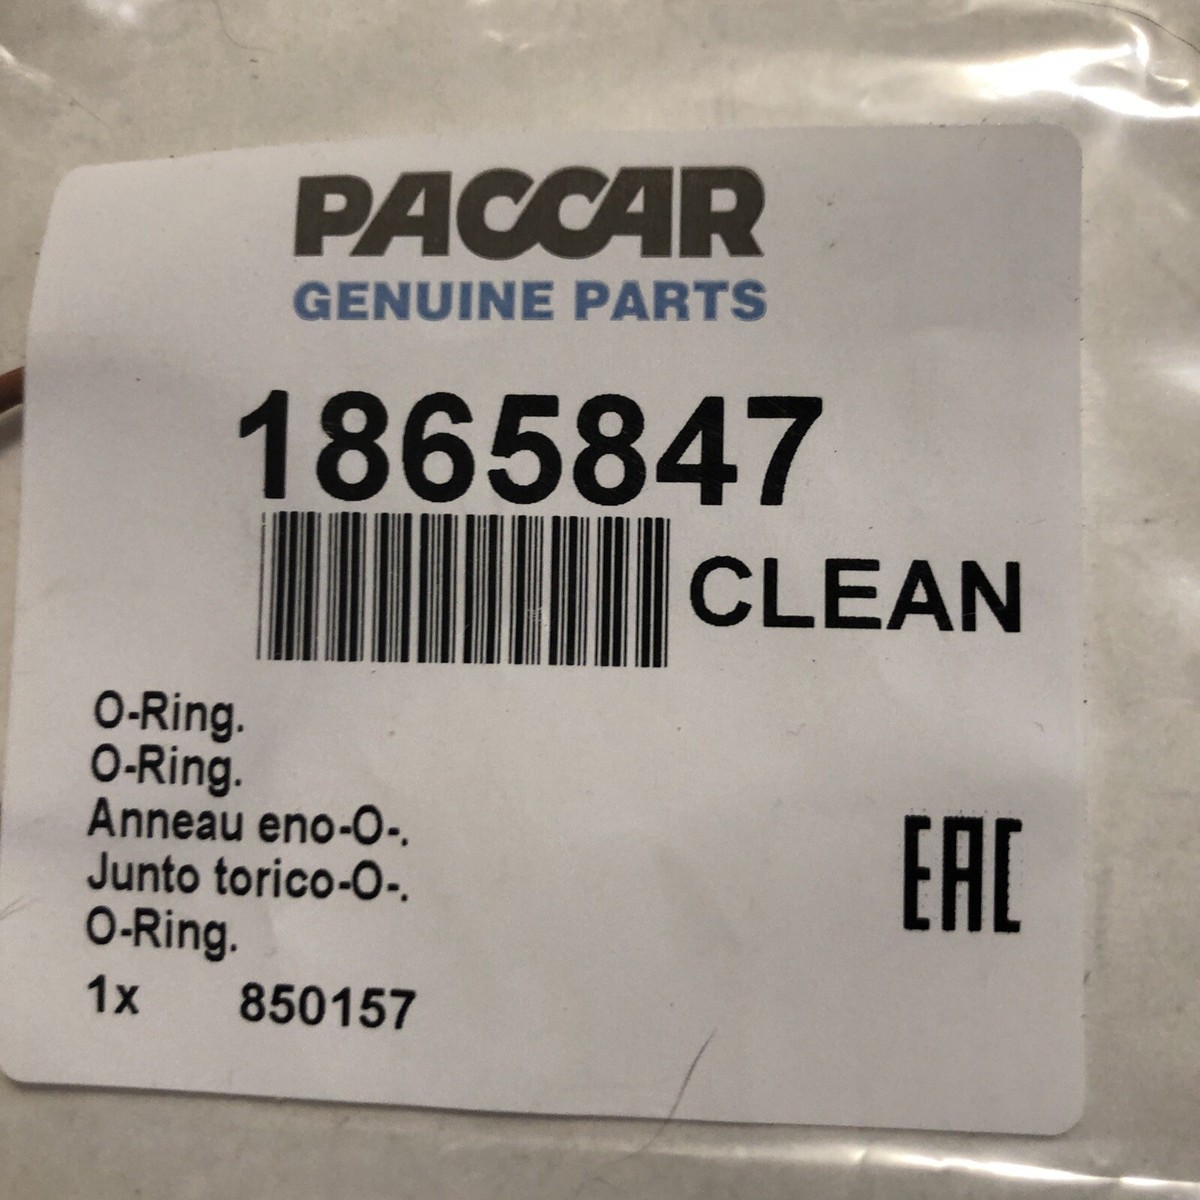 PACCAR
GENUINE PARTS
1865847
CLEAN
O-Ring.
O-Ring.
Anneau eno-O-.
Junto torico-O-.
O-Ring.
1x 850157
EAC